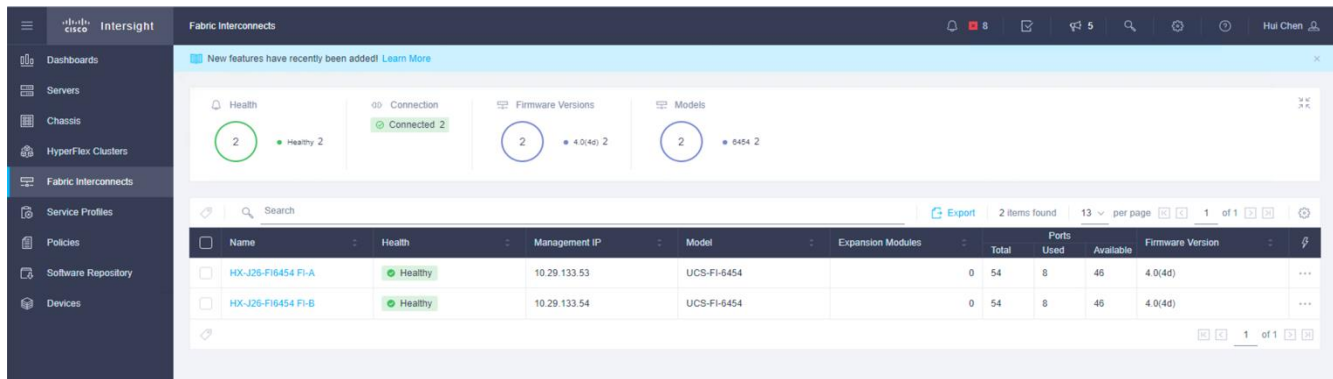 cisco Intersight
Fabric Interconnects
8
5
Hui Chen
Dashboards
Servers
Chassis
HyperFlex Clusters
Fabric Interconnects
Service Profiles
Policies
Software Repository
Devices
New features have recently been added! Learn More
Health
2
Healthy 2
Connection
Connected 2
Firmware Versions
2
4.0(4d) 2
Models
2
6454 2
Search
Export 2 items found 13 per page 1 of 1
Name Health Management IP Model Expansion Modules Ports Total Used Available Firmware Version
HX-J26-FI6454 FI-A Healthy 10.29.133.53 UCS-FI-6454 0 54 8 46 4.0(4d)
HX-J26-FI6454 FI-B Healthy 10.29.133.54 UCS-FI-6454 0 54 8 46 4.0(4d)
1 of 1